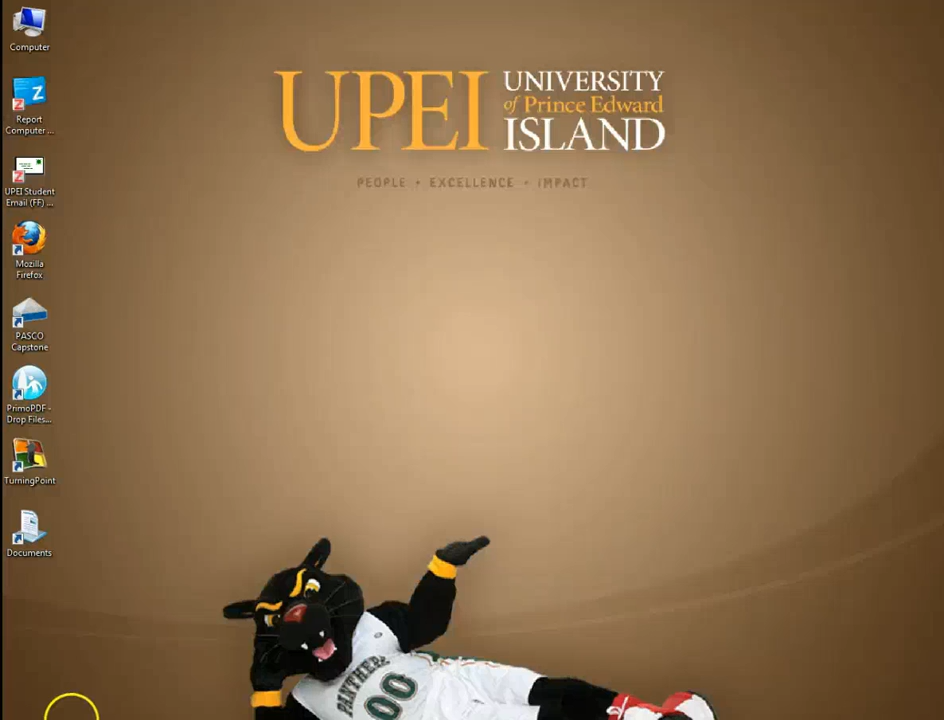 Computer
Report
Computer ...
UPEI Student
Email (FF) ...
Mozilla
Firefox
PASCO
Capstone
PrimoPDF -
Drop Files...
TurningPoint
Documents
UPEI
UNIVERSITY
of Prince Edward
ISLAND
PEOPLE • EXCELLENCE • IMPACT
PANTHERS
00